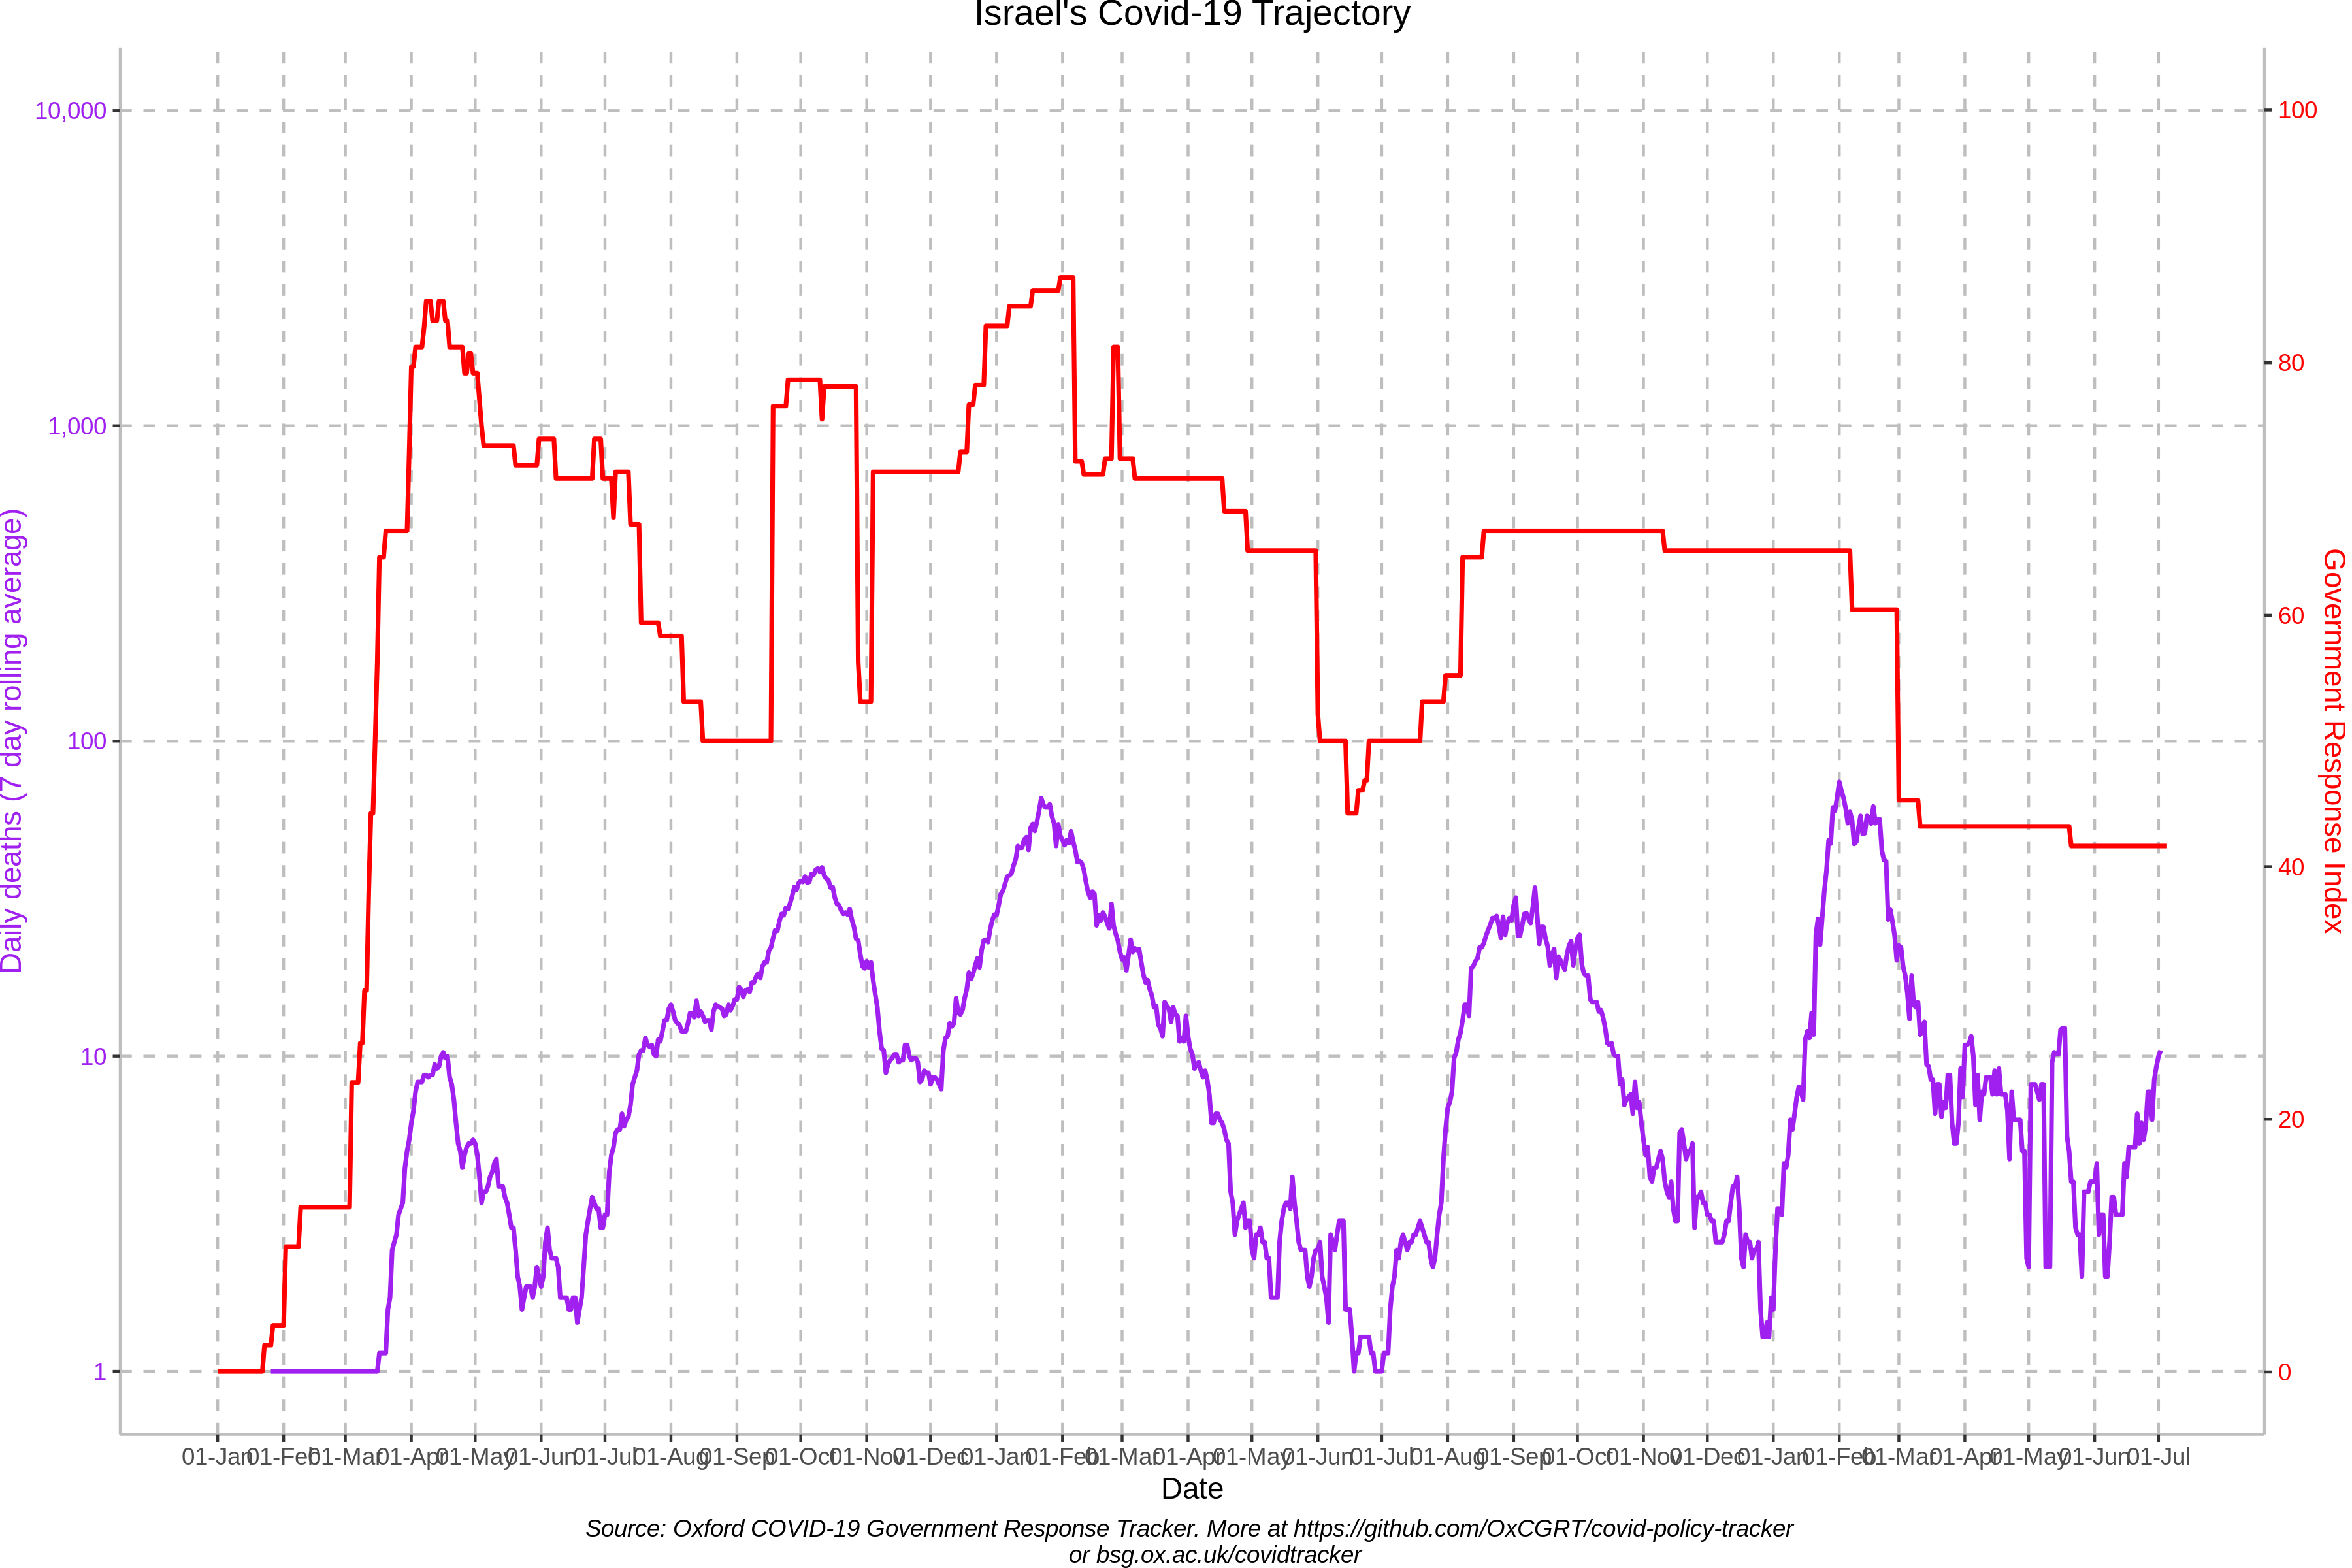 Israel's Covid-19 Trajectory
10,000
1,000
100
10
1
Daily deaths (7 day rolling average)
100
80
60
40
20
0
Government Response Index
01-Jan 01-Feb 01-Mar 01-Apr 01-May 01-Jun 01-Jul 01-Aug 01-Sep 01-Oct 01-Nov 01-Dec 01-Jan 01-Feb 01-Mar 01-Apr 01-May 01-Jun 01-Jul 01-Aug 01-Sep 01-Oct 01-Nov 01-Dec 01-Jan 01-Feb 01-Mar 01-Apr 01-May 01-Jun 01-Jul
Date
Source: Oxford COVID-19 Government Response Tracker. More at https://github.com/OxCGRT/covid-policy-tracker
or bsg.ox.ac.uk/covidtracker